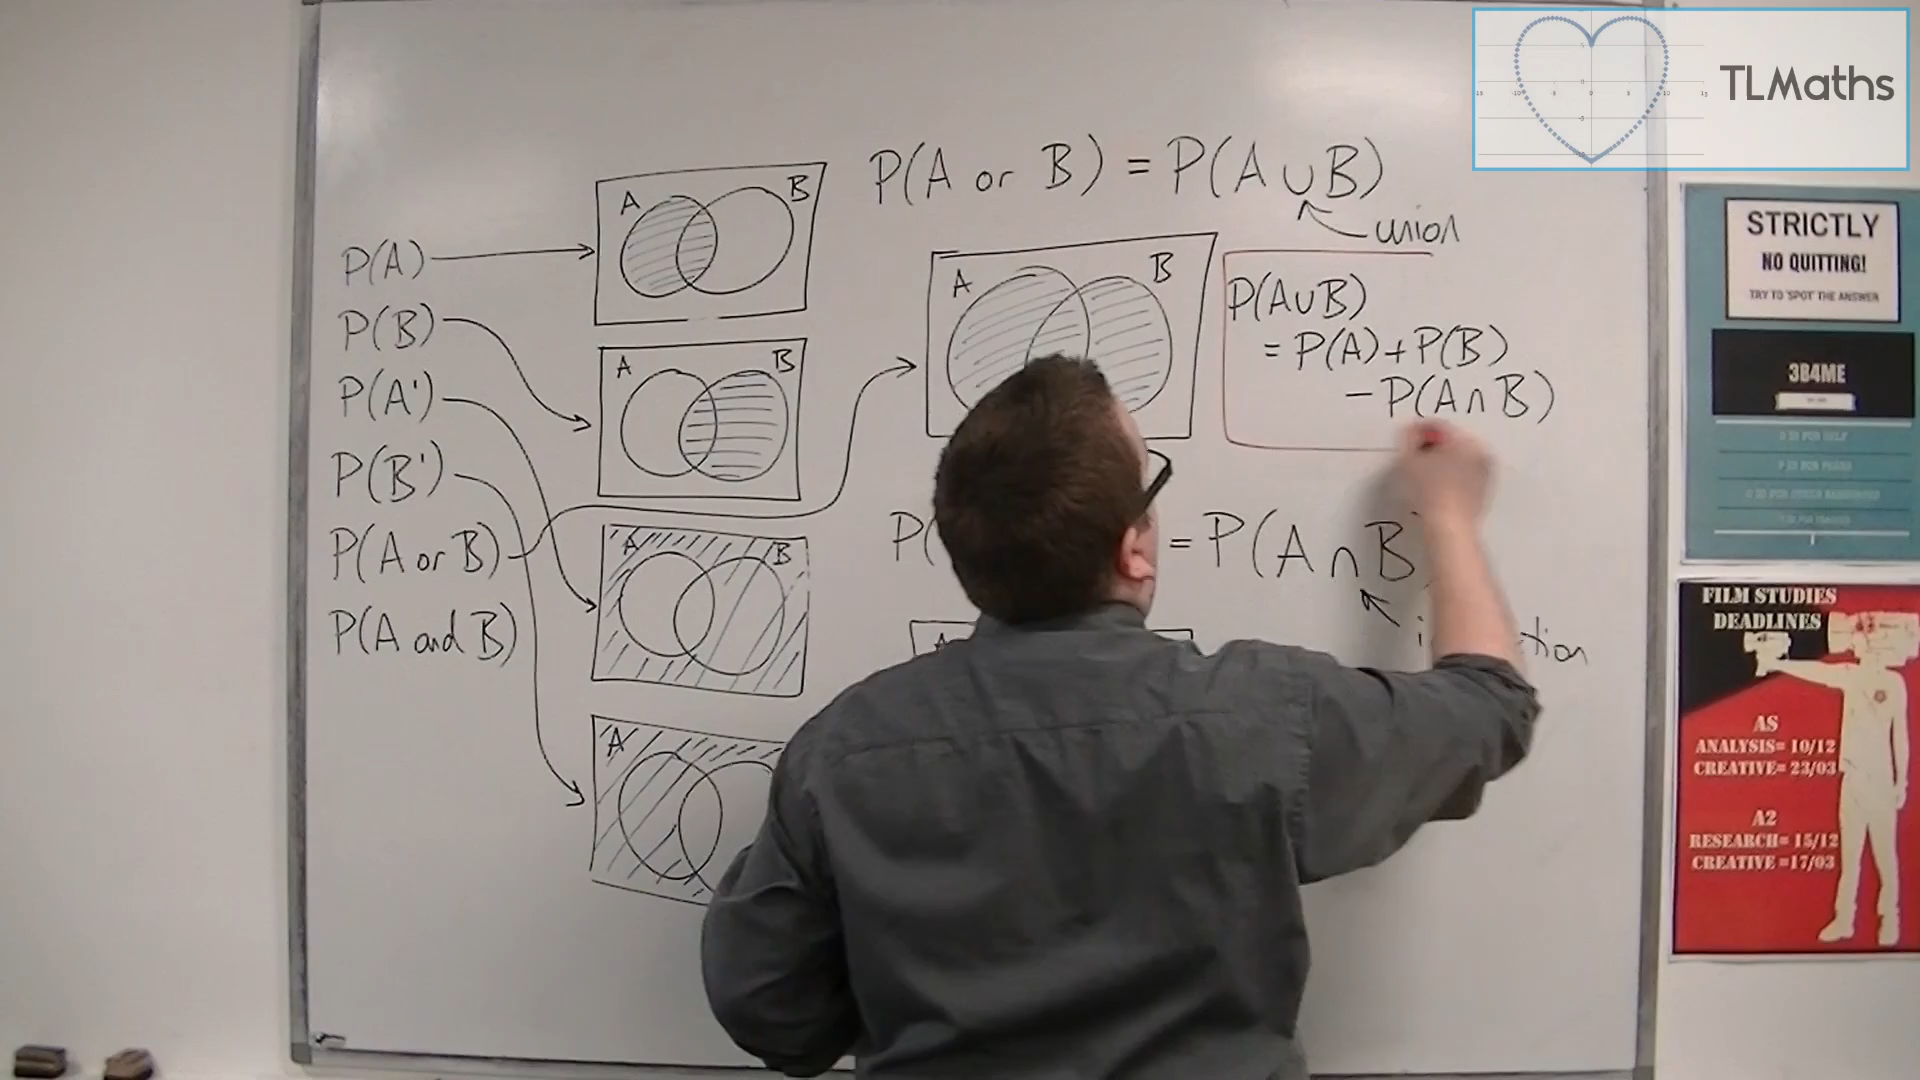 TLMaths
P(A or B) = P(A∪B)
union
P(A)
P(B)
P(A')
P(B')
P(A or B)
P(A and B)
A B
A B
A B
A
A B
P(A∪B)
= P(A) + P(B)
− P(A∩B)
= P(A∩B
STRICTLY
NO QUITTING!
TRY TO 'SPOT' THE ANSWER
3B4ME
FILM STUDIES
DEADLINES
AS
ANALYSIS= 10/12
CREATIVE= 23/03
A2
RESEARCH= 15/12
CREATIVE =17/03